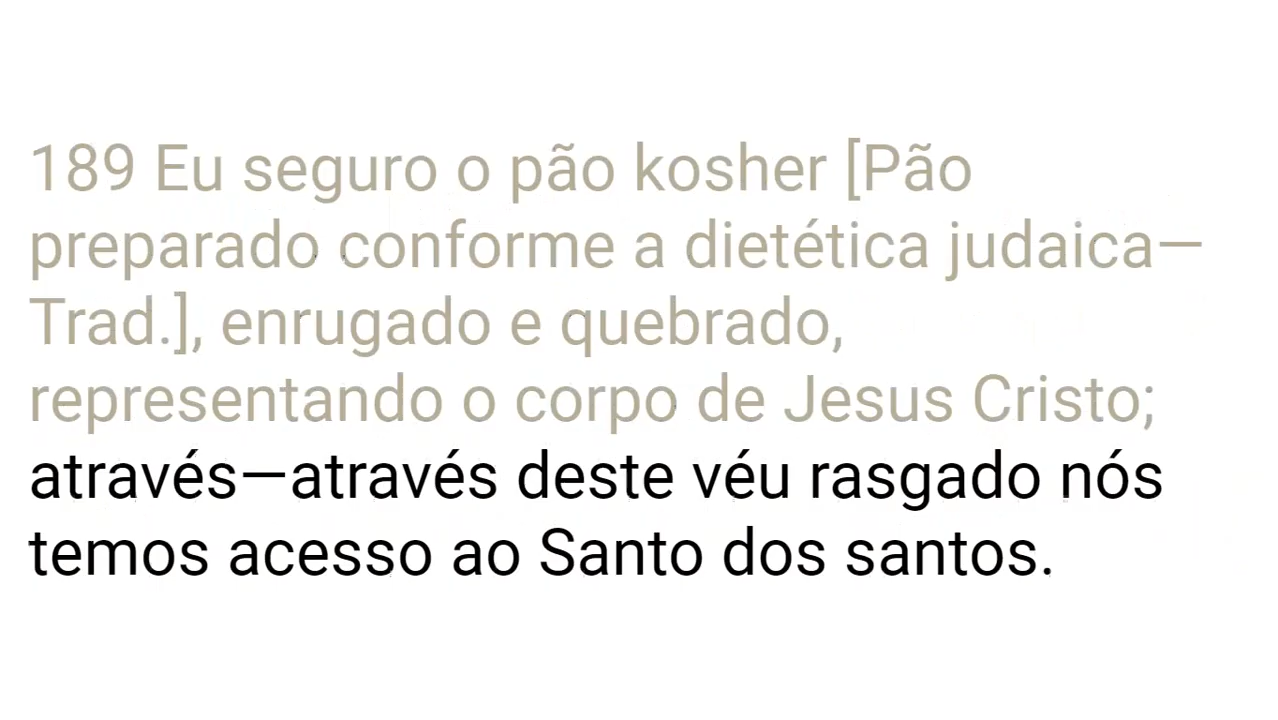 189 Eu seguro o pão kosher [Pão
preparado conforme a dietética judaica—
Trad.], enrugado e quebrado,
representando o corpo de Jesus Cristo;
através—através deste véu rasgado nós
temos acesso ao Santo dos santos.